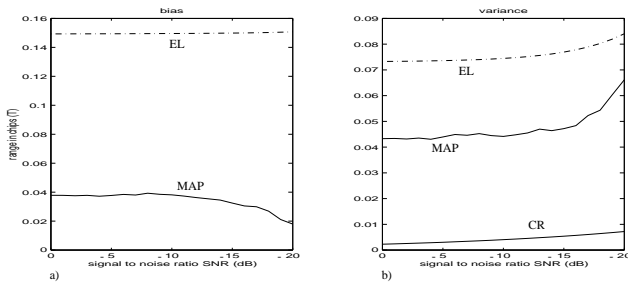 bias
0.16
0.14
0.12
0.1
0.08
0.06
0.04
0.02
0
range in chips (T)
EL
MAP
0
- 5
- 10
- 15
- 20
signal to noise ratio SNR (dB)
a)
variance
0.09
0.08
0.07
0.06
0.05
0.04
0.03
0.02
0.01
0
EL
MAP
CR
0
- 5
- 10
- 15
- 20
signal to noise ratio SNR (dB)
b)